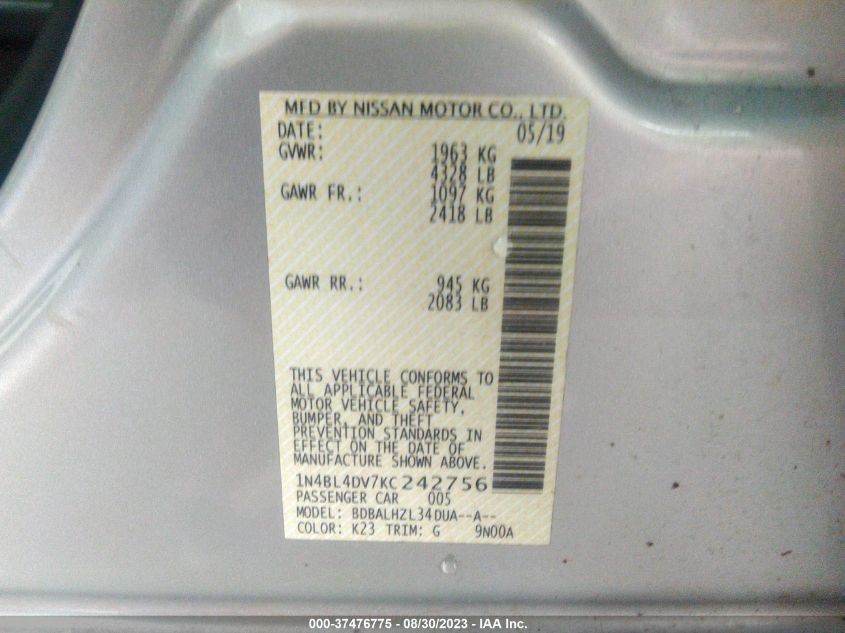 MFD BY NISSAN MOTOR CO., LTD.
DATE: 05/19
GVWR: 1963 KG
4328 LB
GAWR FR.: 1097 KG
2418 LB
GAWR RR.: 945 KG
2083 LB
THIS VEHICLE CONFORMS TO
ALL APPLICABLE FEDERAL
MOTOR VEHICLE SAFETY,
BUMPER, AND THEFT
PREVENTION STANDARDS IN
EFFECT ON THE DATE OF
MANUFACTURE SHOWN ABOVE.
1N4BL4DV7KC242756
PASSENGER CAR 005
MODEL: BDBALHZL34DUA--A--
COLOR: K23 TRIM: G 9N00A
000-37476775 - 08/30/2023 - IAA Inc.